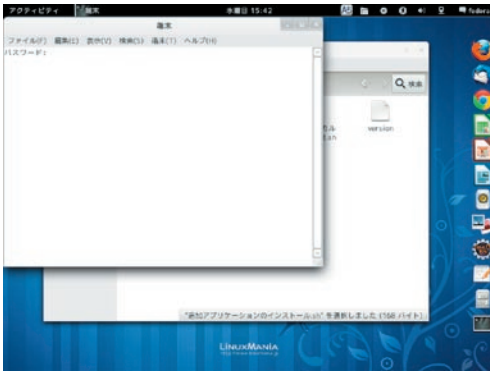 アクティビティ 端末 水曜日 15:42 fedora
端末
ファイル(F) 編集(E) 表示(V) 検索(S) 端末(T) ヘルプ(H)
パスワード:
検索
version
"追加アプリケーションのインストール.sh" を選択しました (168 バイト)
LINUXMANIA